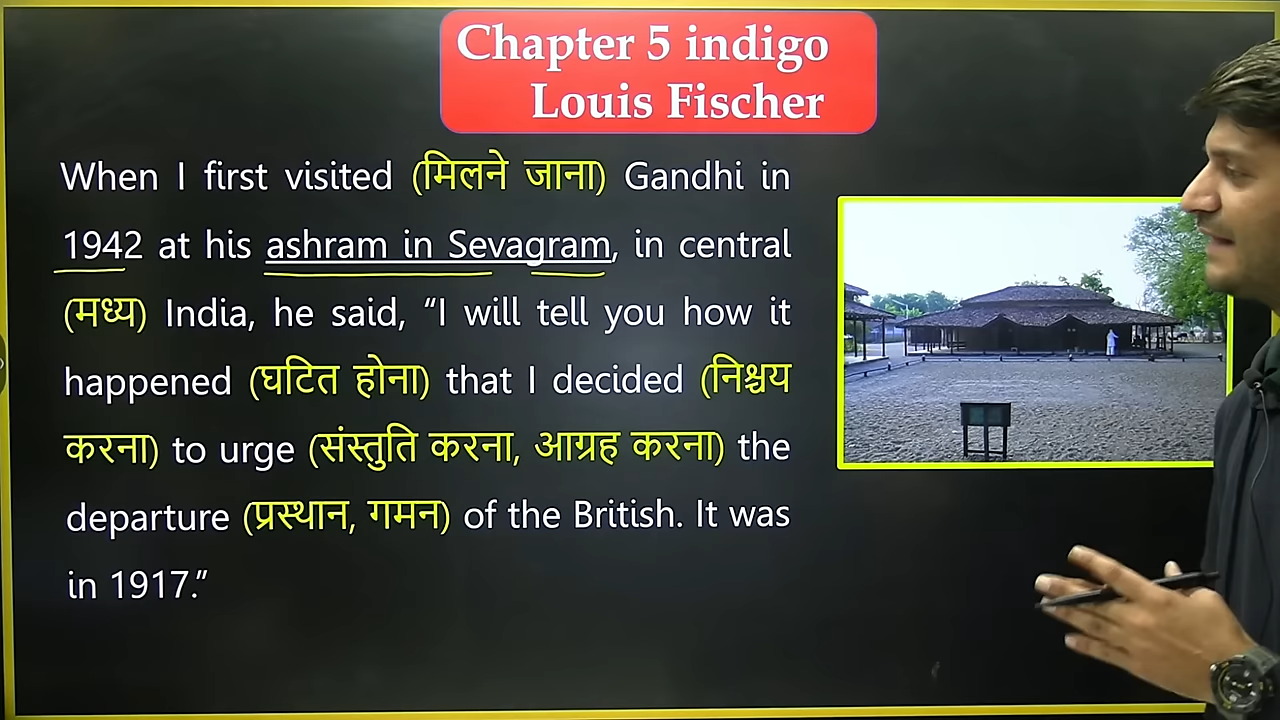 Chapter 5 indigo
Louis Fischer
When I first visited (मिलने जाना) Gandhi in
1942 at his ashram in Sevagram, in central
(मध्य) India, he said, “I will tell you how it
happened (घटित होना) that I decided (निश्चय
करना) to urge (संस्तुति करना, आग्रह करना) the
departure (प्रस्थान, गमन) of the British. It was
in 1917.”